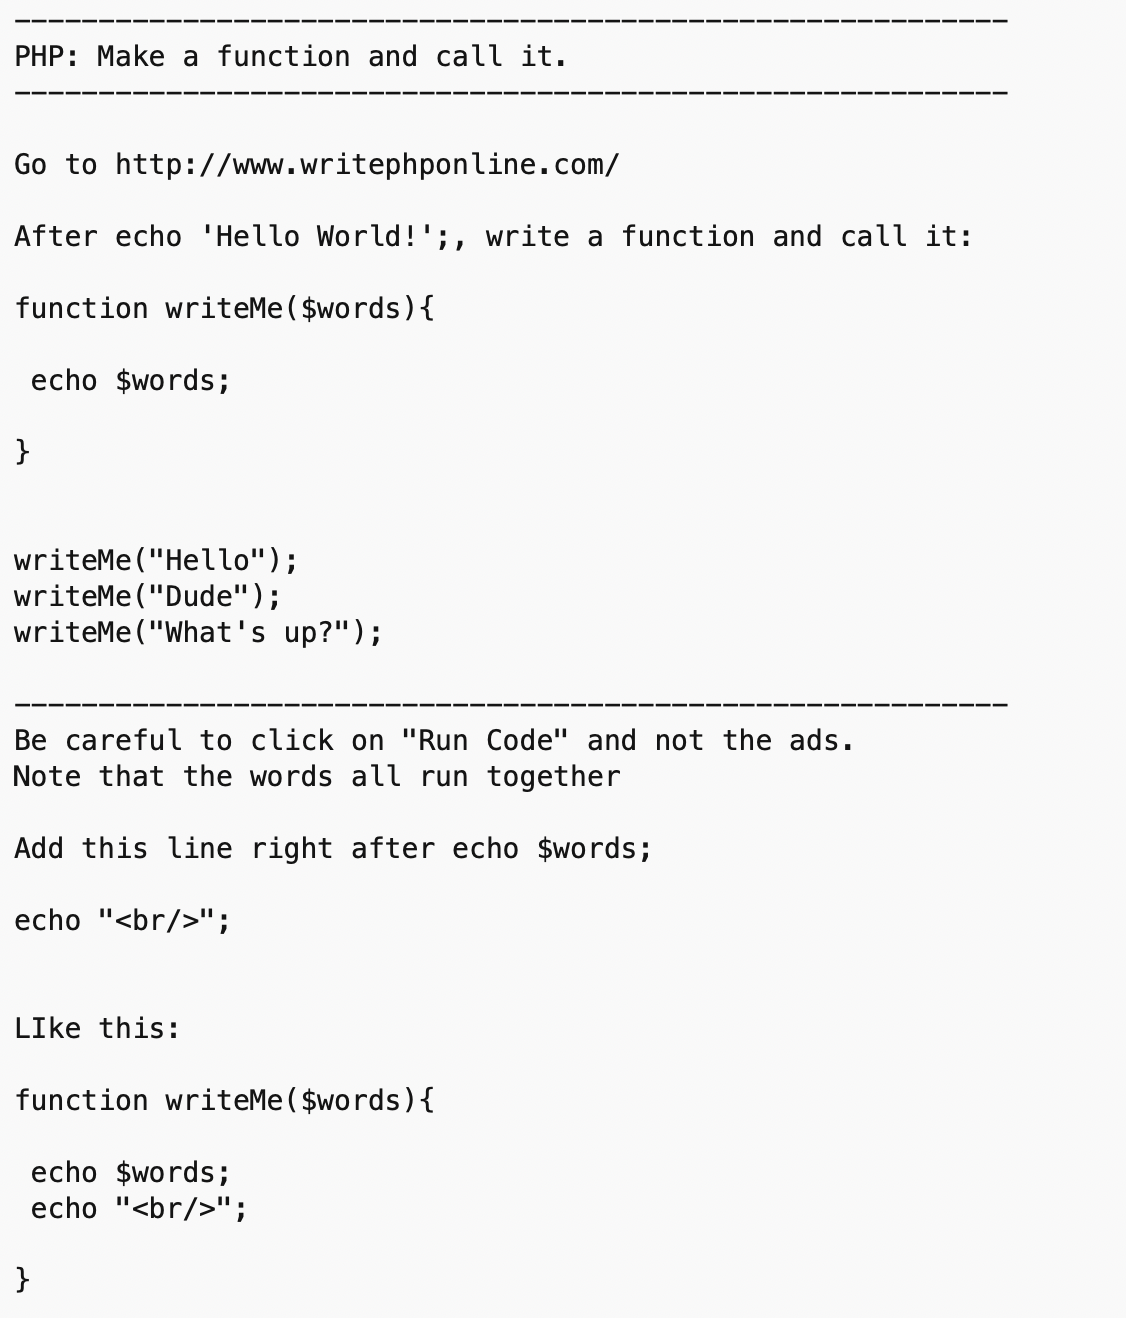 -----------------------------------------------------------
PHP: Make a function and call it.
-----------------------------------------------------------
Go to http://www.writephponline.com/
After echo 'Hello World!';, write a function and call it:
function writeMe($words){
 echo $words;
}
writeMe("Hello");
writeMe("Dude");
writeMe("What's up?");
-----------------------------------------------------------
Be careful to click on "Run Code" and not the ads.
Note that the words all run together
Add this line right after echo $words;
echo "<br/>";
LIke this:
function writeMe($words){
 echo $words;
 echo "<br/>";
}